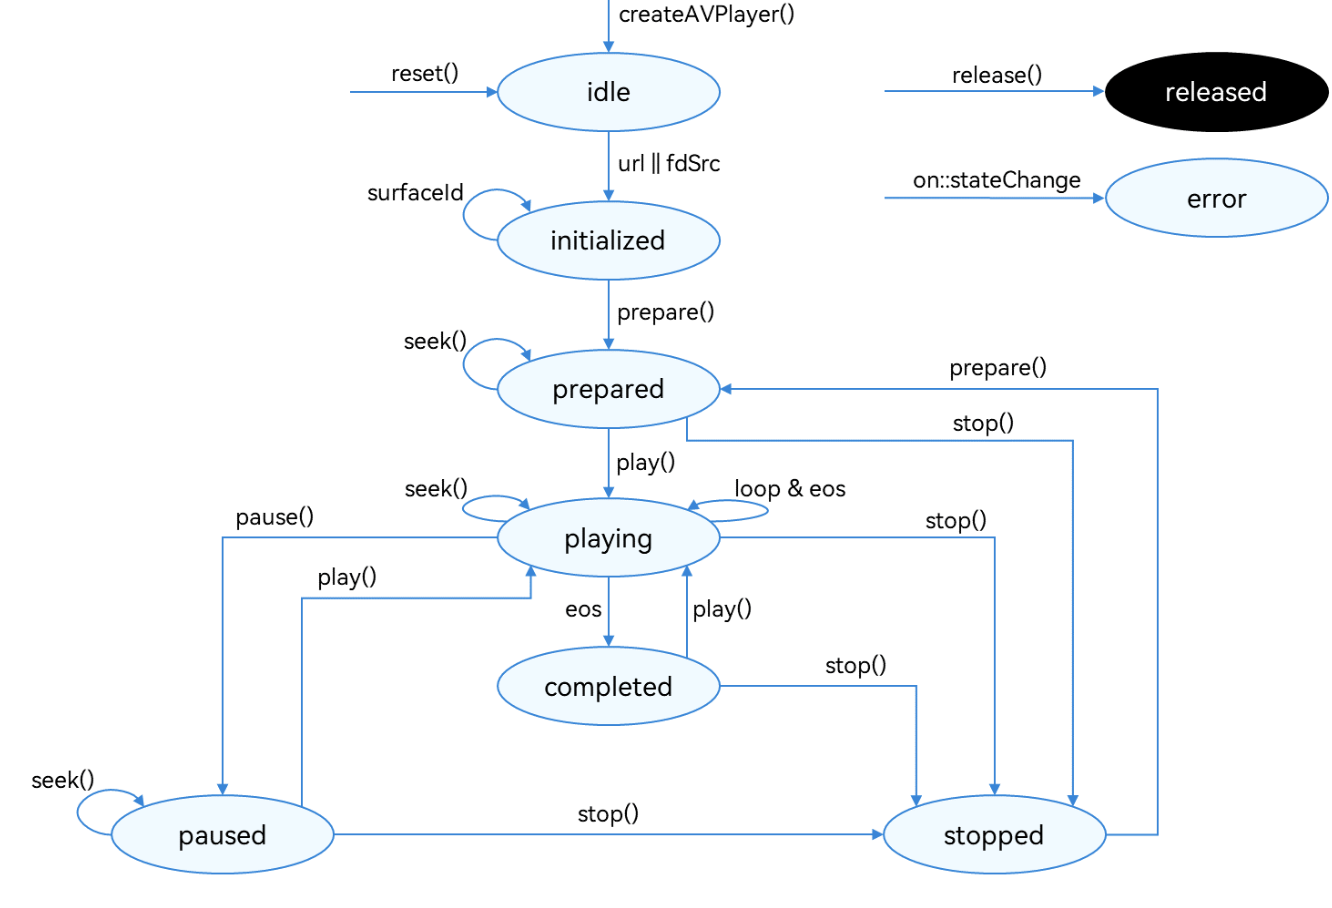 createAVPlayer()
reset()
idle
release()
released
url || fdSrc
surfaceId
on::stateChange
error
initialized
prepare()
seek()
prepared
prepare()
stop()
play()
seek()
loop & eos
pause()
playing
stop()
play()
eos
play()
completed
stop()
seek()
paused
stop()
stopped